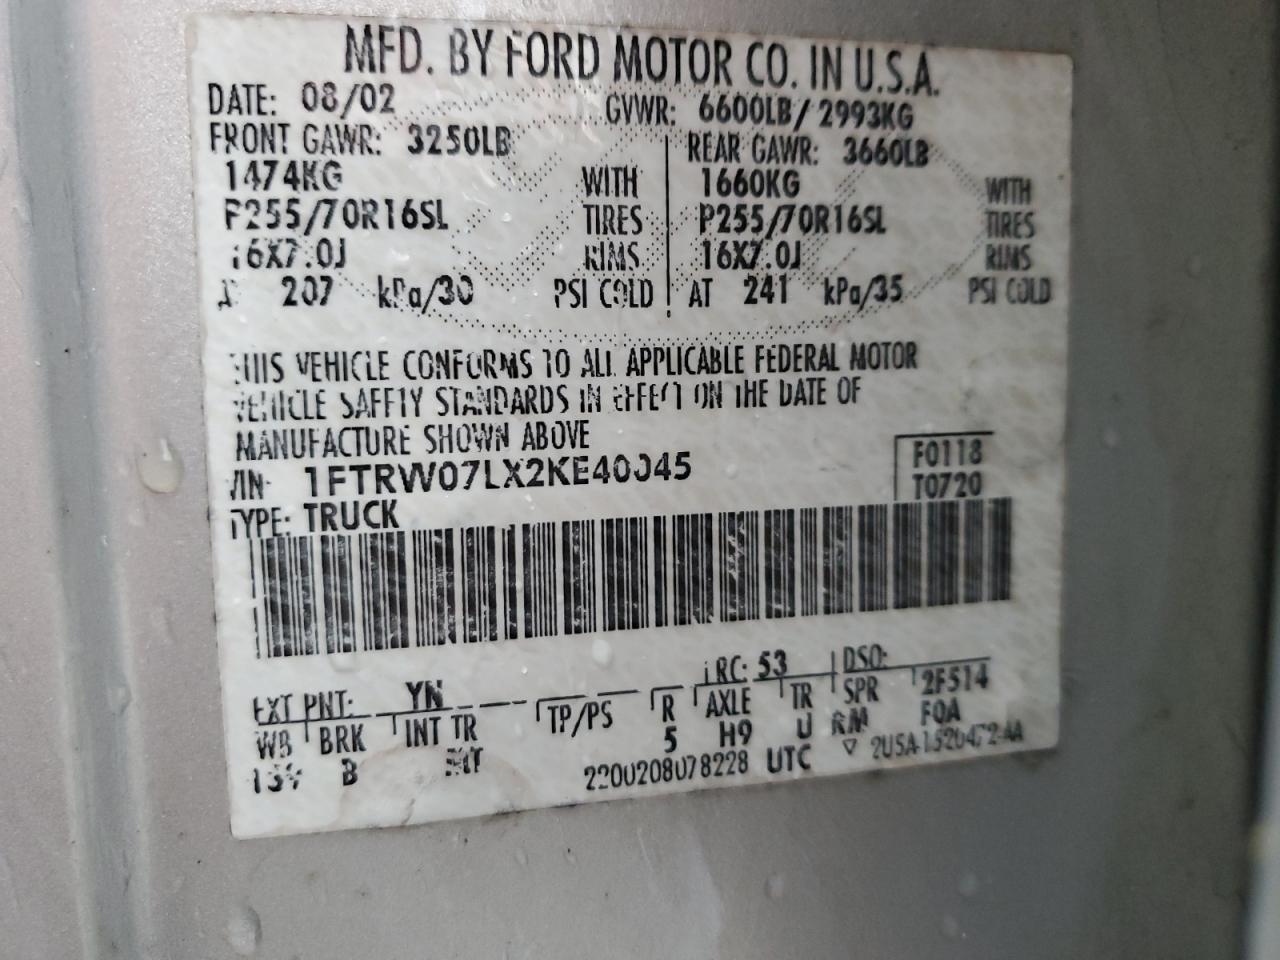 MFD. BY FORD MOTOR CO. IN U.S.A.
DATE: 08/02 GVWR: 6600LB/2993KG
FRONT GAWR: 3250LB REAR GAWR: 3660LB
1474KG WITH 1660KG WITH
P255/70R16SL TIRES P255/70R16SL TIRES
16X7.0J RIMS 16X7.0J RIMS
207 kPa/30 PSI COLD AT 241 kPa/35 PSI COLD
THIS VEHICLE CONFORMS TO ALL APPLICABLE FEDERAL MOTOR
VEHICLE SAFETY STANDARDS IN EFFECT ON THE DATE OF
MANUFACTURE SHOWN ABOVE
VIN: 1FTRW07LX2KE40045 F0118
TYPE: TRUCK T0720
EXT PNT: YN RC: 53 DSO:
WB BRK INT TR TP/PS R AXLE TR SPR 2F514
B 5 H9 U RM F0A
2200208078228 UTC ▽